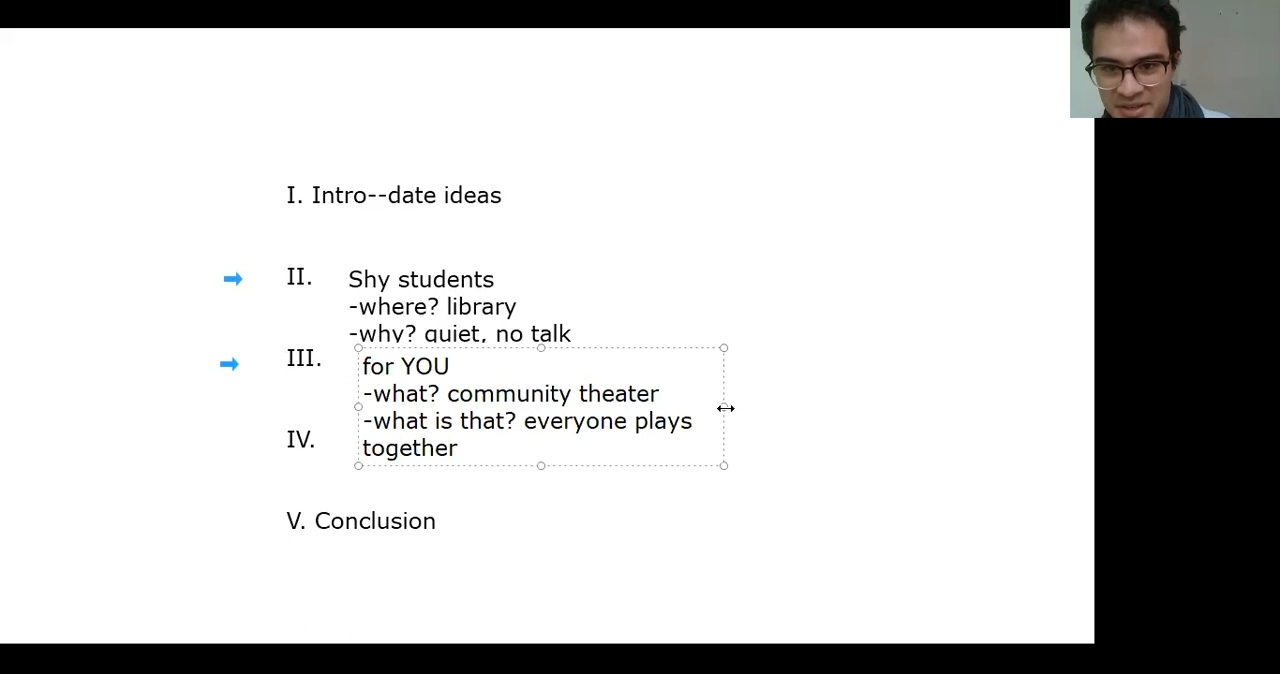 I. Intro--date ideas
II. Shy students
-where? library
-why? quiet, no talk
III. for YOU
-what? community theater
-what is that? everyone plays
together
IV.
V. Conclusion